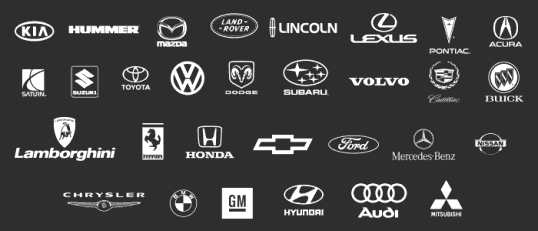 KIA HUMMER mazda LAND-ROVER LINCOLN LEXUS PONTIAC. ACURA
SATURN. SUZUKI TOYOTA DODGE SUBARU. VOLVO Cadillac BUICK
Lamborghini Ferrari HONDA Ford Mercedes-Benz NISSAN
CHRYSLER BMW GM HYUNDAI Audi MITSUBISHI